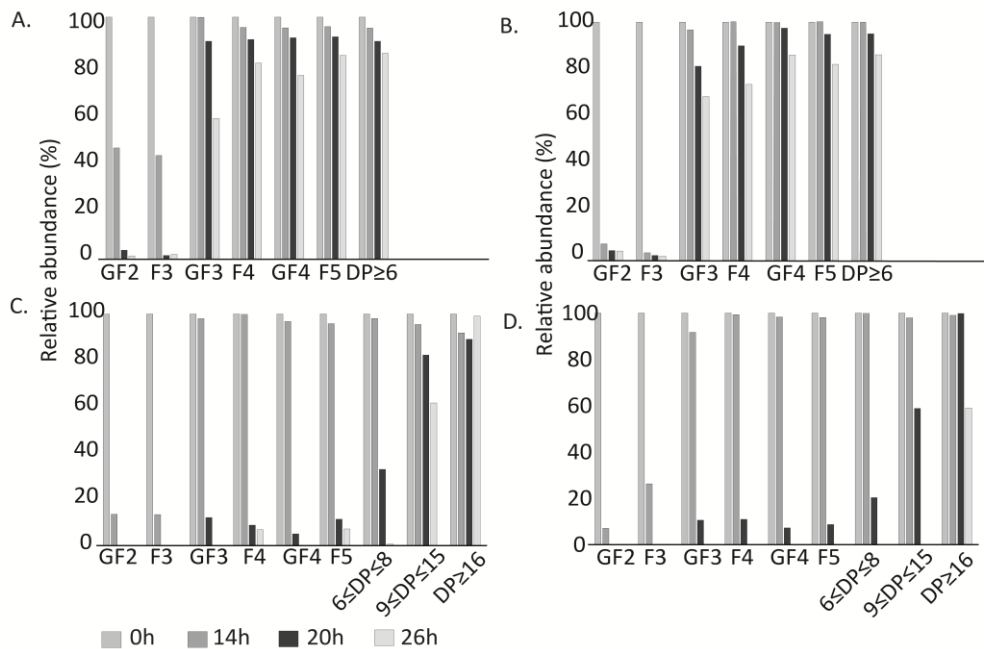 A.
Relative abundance (%)
100
80
60
40
20
0
GF2 F3 GF3 F4 GF4 F5 DP≥6
B.
Relative abundance (%)
100
80
60
40
20
0
GF2 F3 GF3 F4 GF4 F5 DP≥6
C.
100
80
60
40
20
0
GF2 F3 GF3 F4 GF4 F5 6≤DP≤8 9≤DP≤15 DP≥16
D.
100
80
60
40
20
0
GF2 F3 GF3 F4 GF4 F5 6≤DP≤8 9≤DP≤15 DP≥16
0h 14h 20h 26h